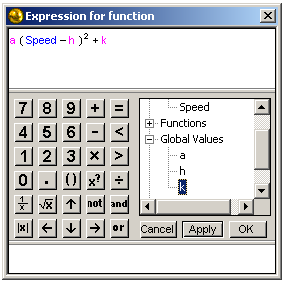 Expression for function
a ( Speed − h )² + k
7 8 9 + =
4 5 6 - <
1 2 3 × >
0 . () x? ÷
1/x √x ↑ not and
|x| ← ↓ → or
Speed
Functions
Global Values
a
h
k
Cancel Apply OK